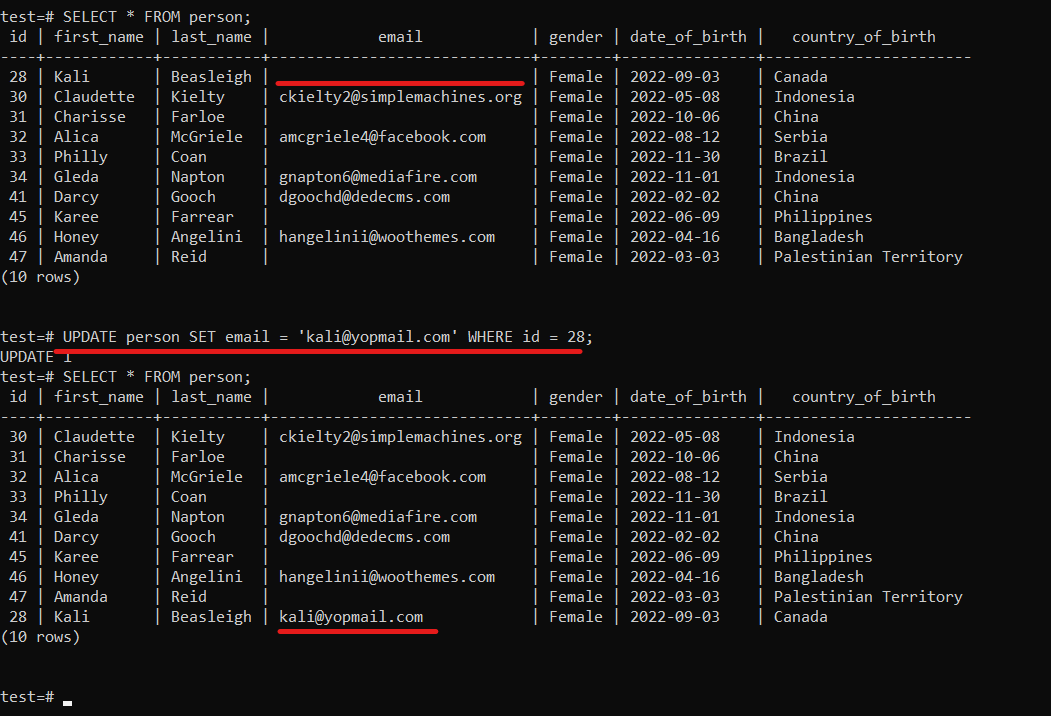 test=# SELECT * FROM person;
 id | first_name | last_name |            email            | gender | date_of_birth |   country_of_birth
----+------------+-----------+-----------------------------+--------+---------------+----------------------
 28 | Kali       | Beasleigh |                             | Female | 2022-09-03    | Canada
 30 | Claudette  | Kielty    | ckielty2@simplemachines.org | Female | 2022-05-08    | Indonesia
 31 | Charisse   | Farloe    |                             | Female | 2022-10-06    | China
 32 | Alica      | McGriele  | amcgriele4@facebook.com     | Female | 2022-08-12    | Serbia
 33 | Philly     | Coan      |                             | Female | 2022-11-30    | Brazil
 34 | Gleda      | Napton    | gnapton6@mediafire.com      | Female | 2022-11-01    | Indonesia
 41 | Darcy      | Gooch     | dgoochd@dedecms.com         | Female | 2022-02-02    | China
 45 | Karee      | Farrear   |                             | Female | 2022-06-09    | Philippines
 46 | Honey      | Angelini  | hangelinii@woothemes.com    | Female | 2022-04-16    | Bangladesh
 47 | Amanda     | Reid      |                             | Female | 2022-03-03    | Palestinian Territory
(10 rows)
test=# UPDATE person SET email = 'kali@yopmail.com' WHERE id = 28;
UPDATE 1
test=# SELECT * FROM person;
 id | first_name | last_name |            email            | gender | date_of_birth |   country_of_birth
----+------------+-----------+-----------------------------+--------+---------------+----------------------
 30 | Claudette  | Kielty    | ckielty2@simplemachines.org | Female | 2022-05-08    | Indonesia
 31 | Charisse   | Farloe    |                             | Female | 2022-10-06    | China
 32 | Alica      | McGriele  | amcgriele4@facebook.com     | Female | 2022-08-12    | Serbia
 33 | Philly     | Coan      |                             | Female | 2022-11-30    | Brazil
 34 | Gleda      | Napton    | gnapton6@mediafire.com      | Female | 2022-11-01    | Indonesia
 41 | Darcy      | Gooch     | dgoochd@dedecms.com         | Female | 2022-02-02    | China
 45 | Karee      | Farrear   |                             | Female | 2022-06-09    | Philippines
 46 | Honey      | Angelini  | hangelinii@woothemes.com    | Female | 2022-04-16    | Bangladesh
 47 | Amanda     | Reid      |                             | Female | 2022-03-03    | Palestinian Territory
 28 | Kali       | Beasleigh | kali@yopmail.com            | Female | 2022-09-03    | Canada
(10 rows)
test=#